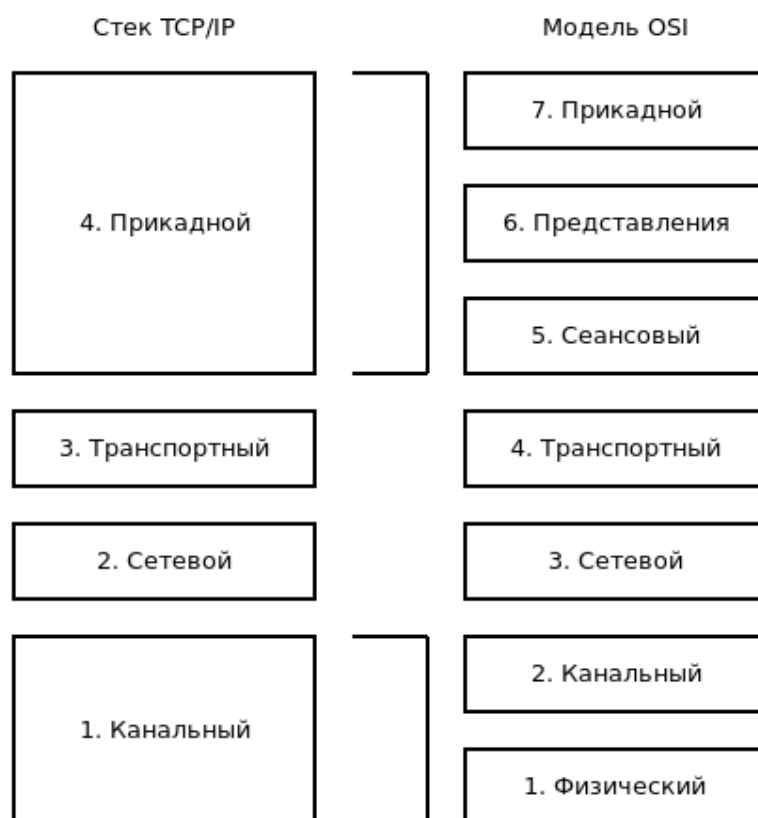 Стек TCP/IP
Модель OSI
4. Прикадной
7. Прикадной
6. Представления
5. Сеансовый
3. Транспортный
4. Транспортный
2. Сетевой
3. Сетевой
1. Канальный
2. Канальный
1. Физический